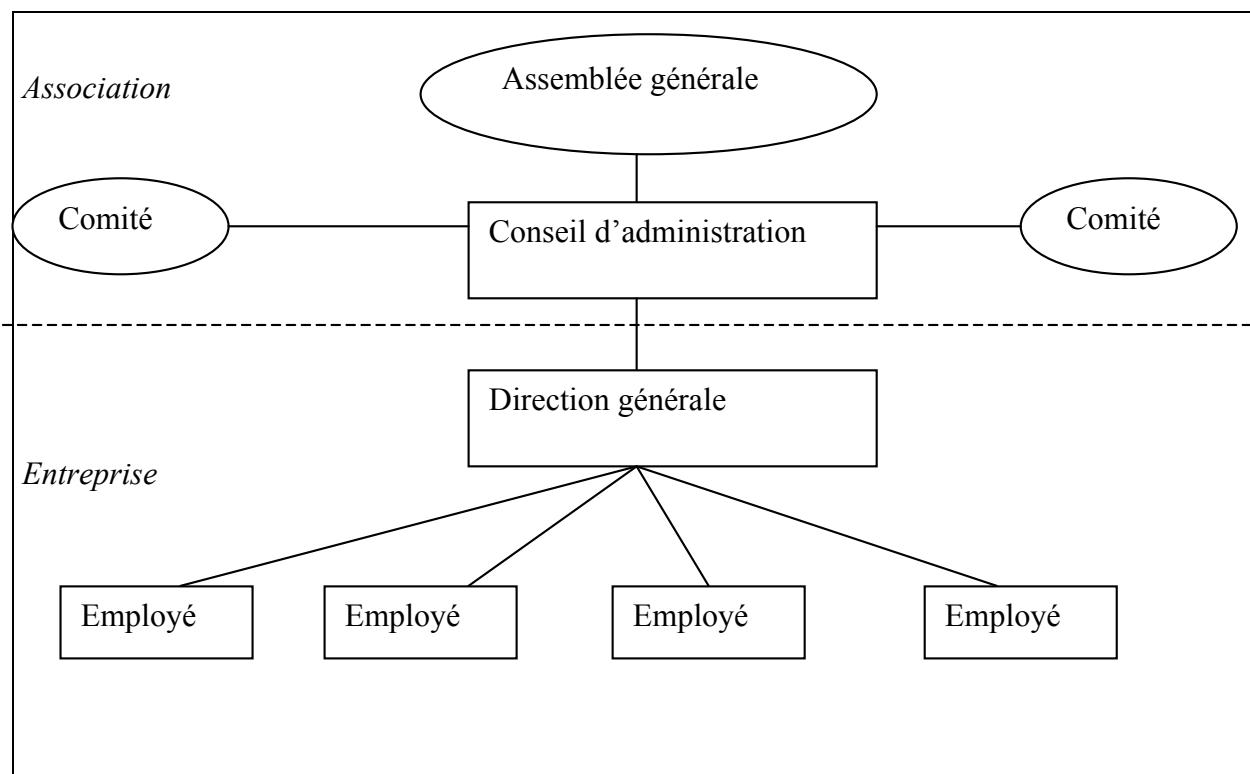 Assemblée générale
Association
Comité
Conseil d’administration
Comité
Direction générale
Entreprise
Employé
Employé
Employé
Employé